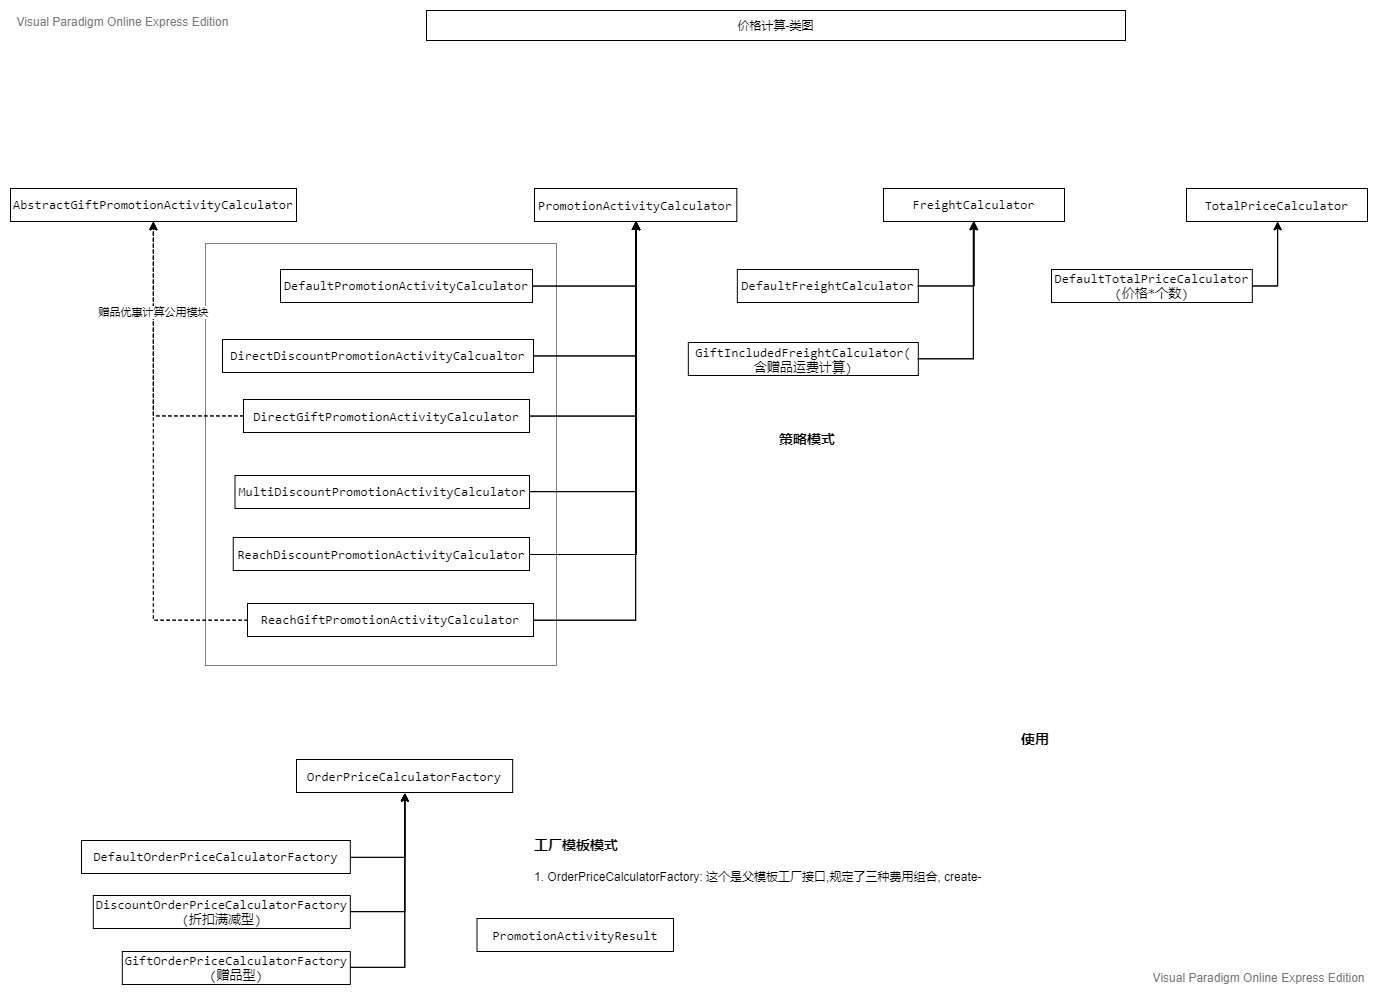 Visual Paradigm Online Express Edition
价格计算-类图
AbstractGiftPromotionActivityCalculator
PromotionActivityCalculator
FreightCalculator
TotalPriceCalculator
DefaultPromotionActivityCalculator
DefaultFreightCalculator
DefaultTotalPriceCalculator
(价格*个数)
赠品优惠计算公用模块
DirectDiscountPromotionActivityCalcualtor
GiftIncludedFreightCalculator(
含赠品运费计算)
DirectGiftPromotionActivityCalculator
策略模式
MultiDiscountPromotionActivityCalculator
ReachDiscountPromotionActivityCalculator
ReachGiftPromotionActivityCalculator
使用
OrderPriceCalculatorFactory
DefaultOrderPriceCalculatorFactory
工厂模板模式
1. OrderPriceCalculatorFactory: 这个是父模板工厂接口,规定了三种费用组合, create-
DiscountOrderPriceCalculatorFactory
(折扣满减型)
PromotionActivityResult
GiftOrderPriceCalculatorFactory
(赠品型)
Visual Paradigm Online Express Edition